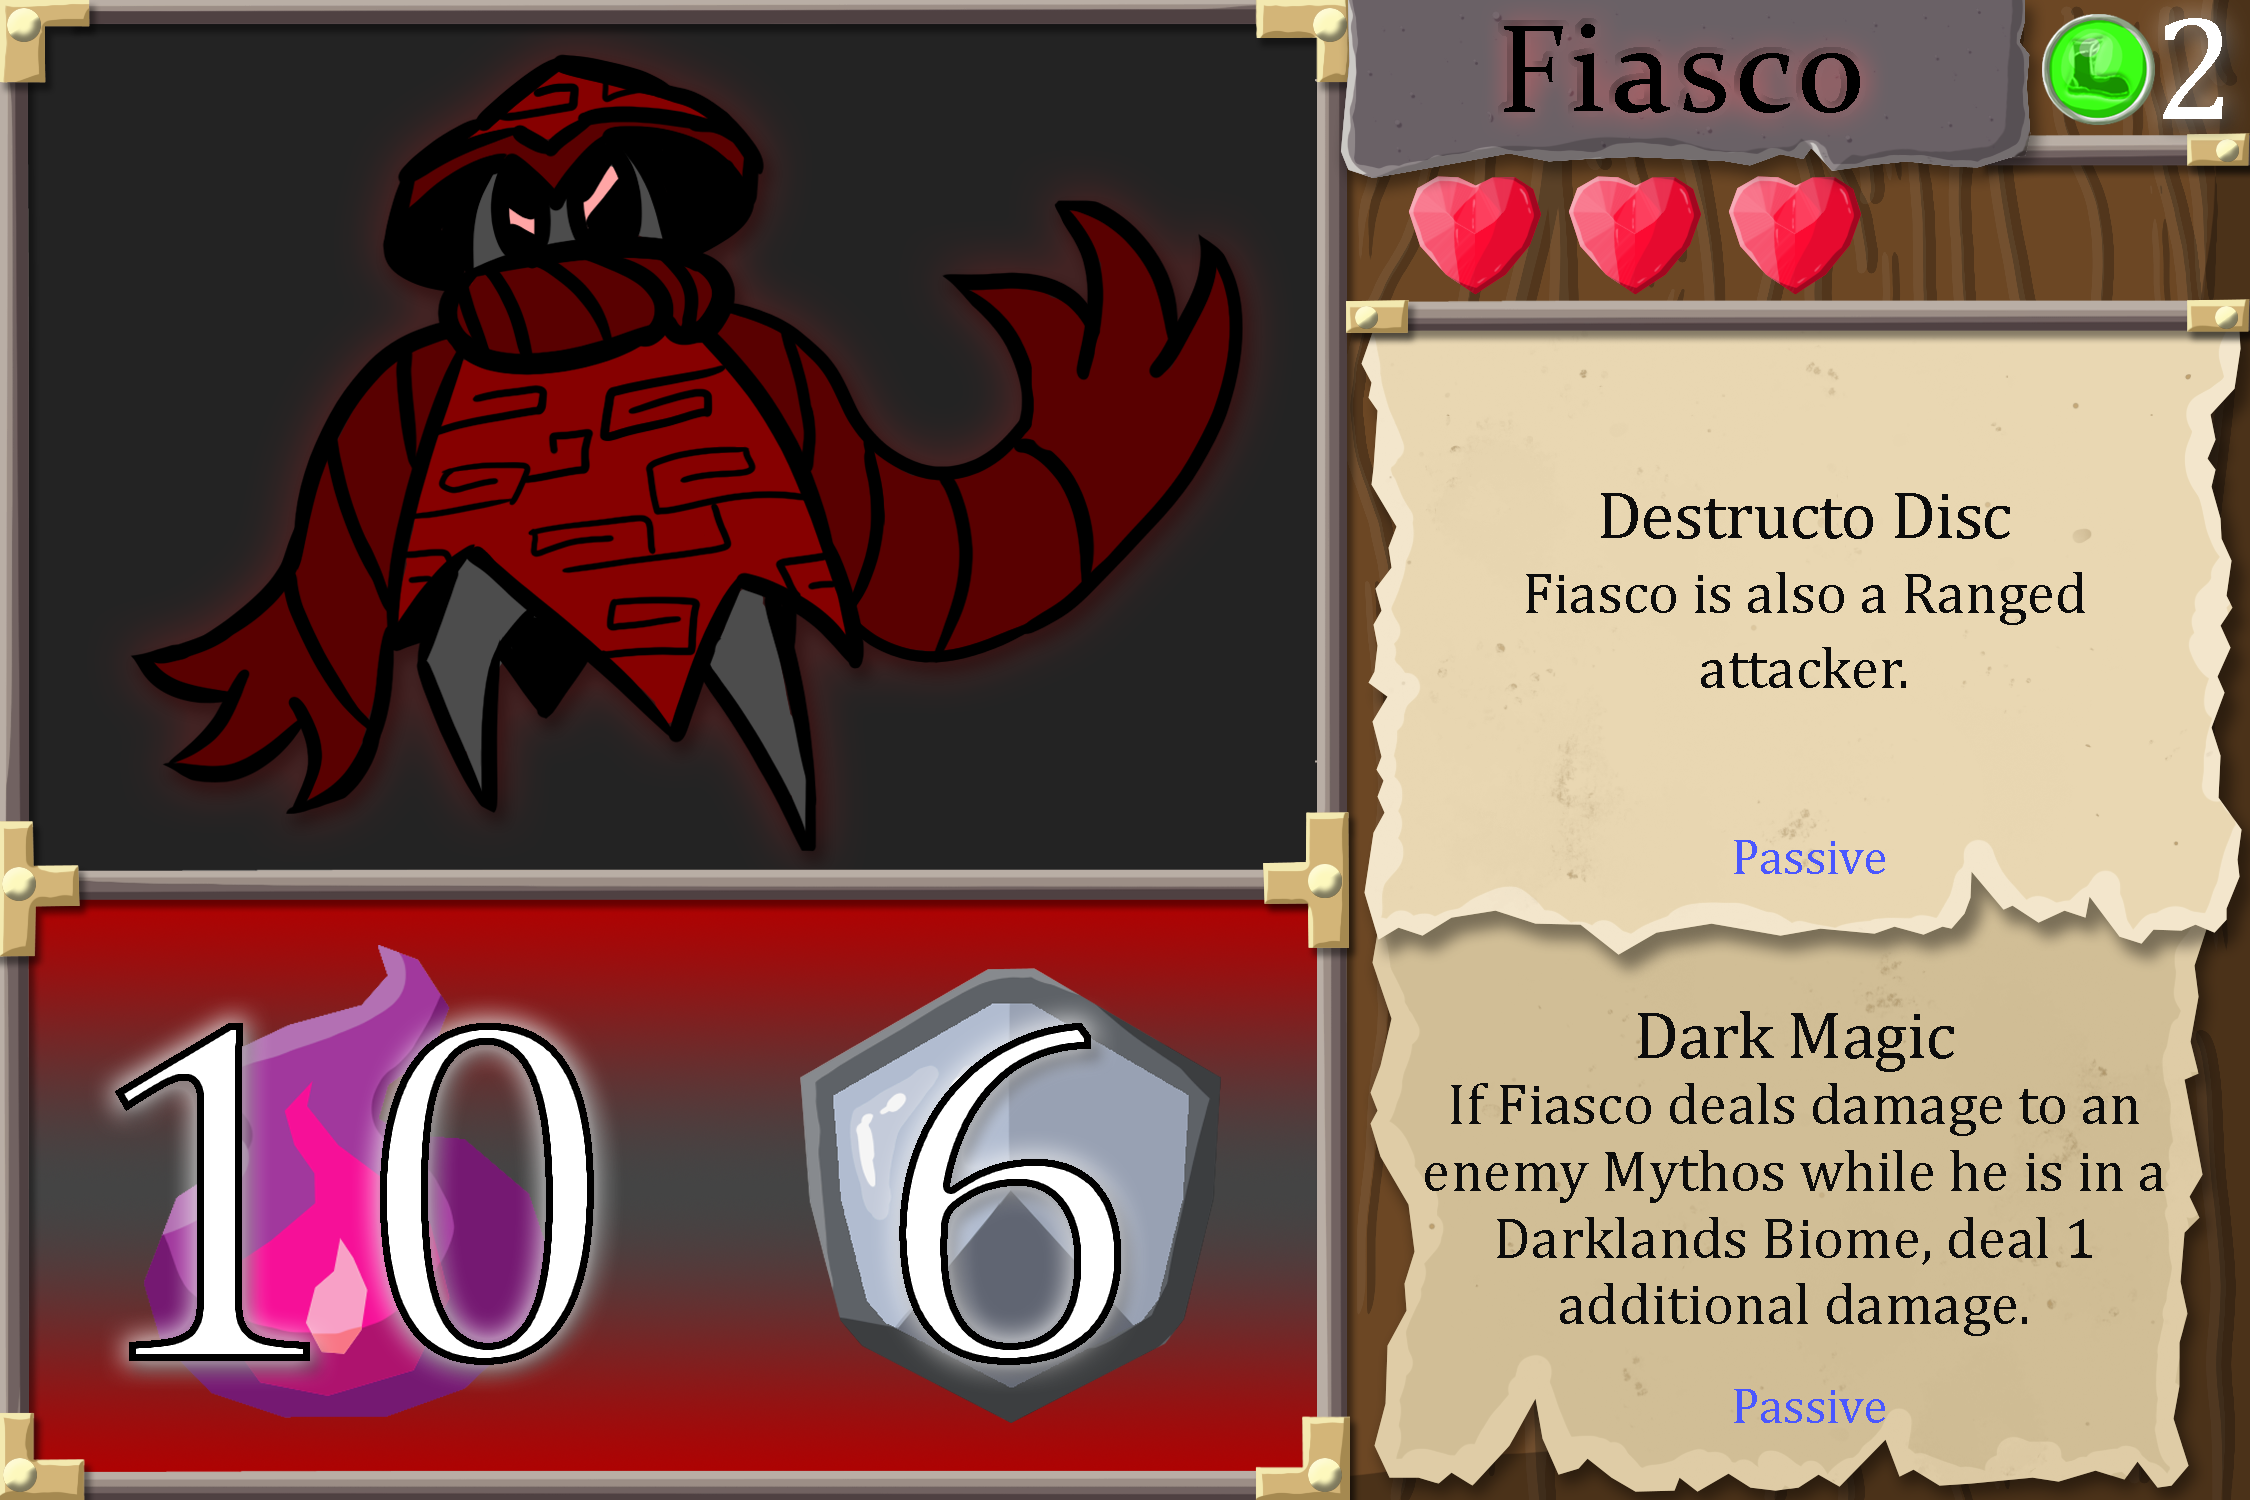 Fiasco
2
Destructo Disc
Fiasco is also a Ranged
attacker.
Passive
Dark Magic
If Fiasco deals damage to an
enemy Mythos while he is in a
Darklands Biome, deal 1
additional damage.
Passive
10
6